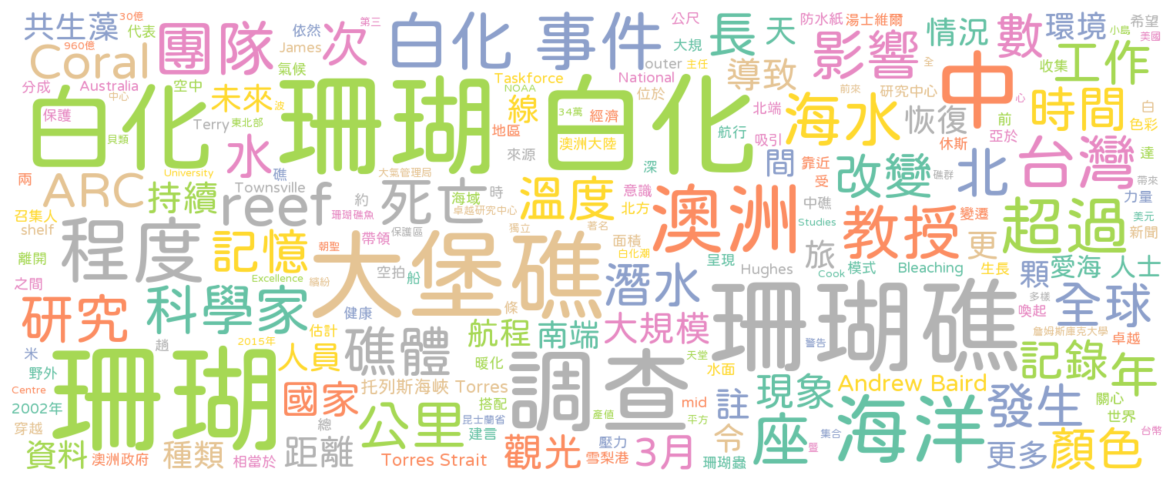 共生藻 30億 代表 團隊 次 依然 第三 白化 事件 長 天 公尺 防水紙 湯士維爾 影響 情況 數 環境 小島 希望 美國
Coral 960億 James 氣候 大規 outer 主任 導致 全 收集 工作
分成 Australia 空中 Taskforce NOAA National 位於 前來 研究中心 中 心 白
白化 珊瑚 白化 未來 波 線 34萬 經濟 北端 海水 恢復 前 時間 色彩
保護 中心 Terry 東北部 地區 航行 吸引 亞於 休斯
貝類 水 來源 澳洲大陸 深 間 靠近 改變 北 台灣 達
兩 University 大氣管理局 礁 海域 時 意識 受 礁群 帶來
ARC 持續 Townsville reef 死亡 卓越研究中心 溫度 北方 澳洲 中礁 教授 Studies 變遷 超過 力量
召集人 shelf 約 珊瑚礁魚 保護區 獨立 著名 面積 旅 更 美元 新聞
程度 記憶 朝聖 帶領 大堡礁 白化潮 呈現 Hughes Cook 模式 Bleaching 生長 顆 愛海 人士
離開 之間 Excellence 繽紛 空拍 船 條 潛水 珊瑚礁 多樣 全球
研究 科學家 估計 健康 礁體 航程 南端 大規模 警告 喚起 詹姆斯庫克大學 卓越
米 野外 2015年 趟 人員 暖化 水面 天堂 現象 記錄 年
Centre 珊瑚 國家 托列斯海峽 Torres 調查 Andrew Baird 關心
2002年 搭配 mid 產值 註 座 海洋 發生 世界
穿越 公里 昆士蘭省 建言 平方 令 集合 台幣
資料 澳洲政府 種類 相當於 距離 Torres Strait 觀光 壓力 雪梨港 3月 珊瑚蟲 更多 顏色